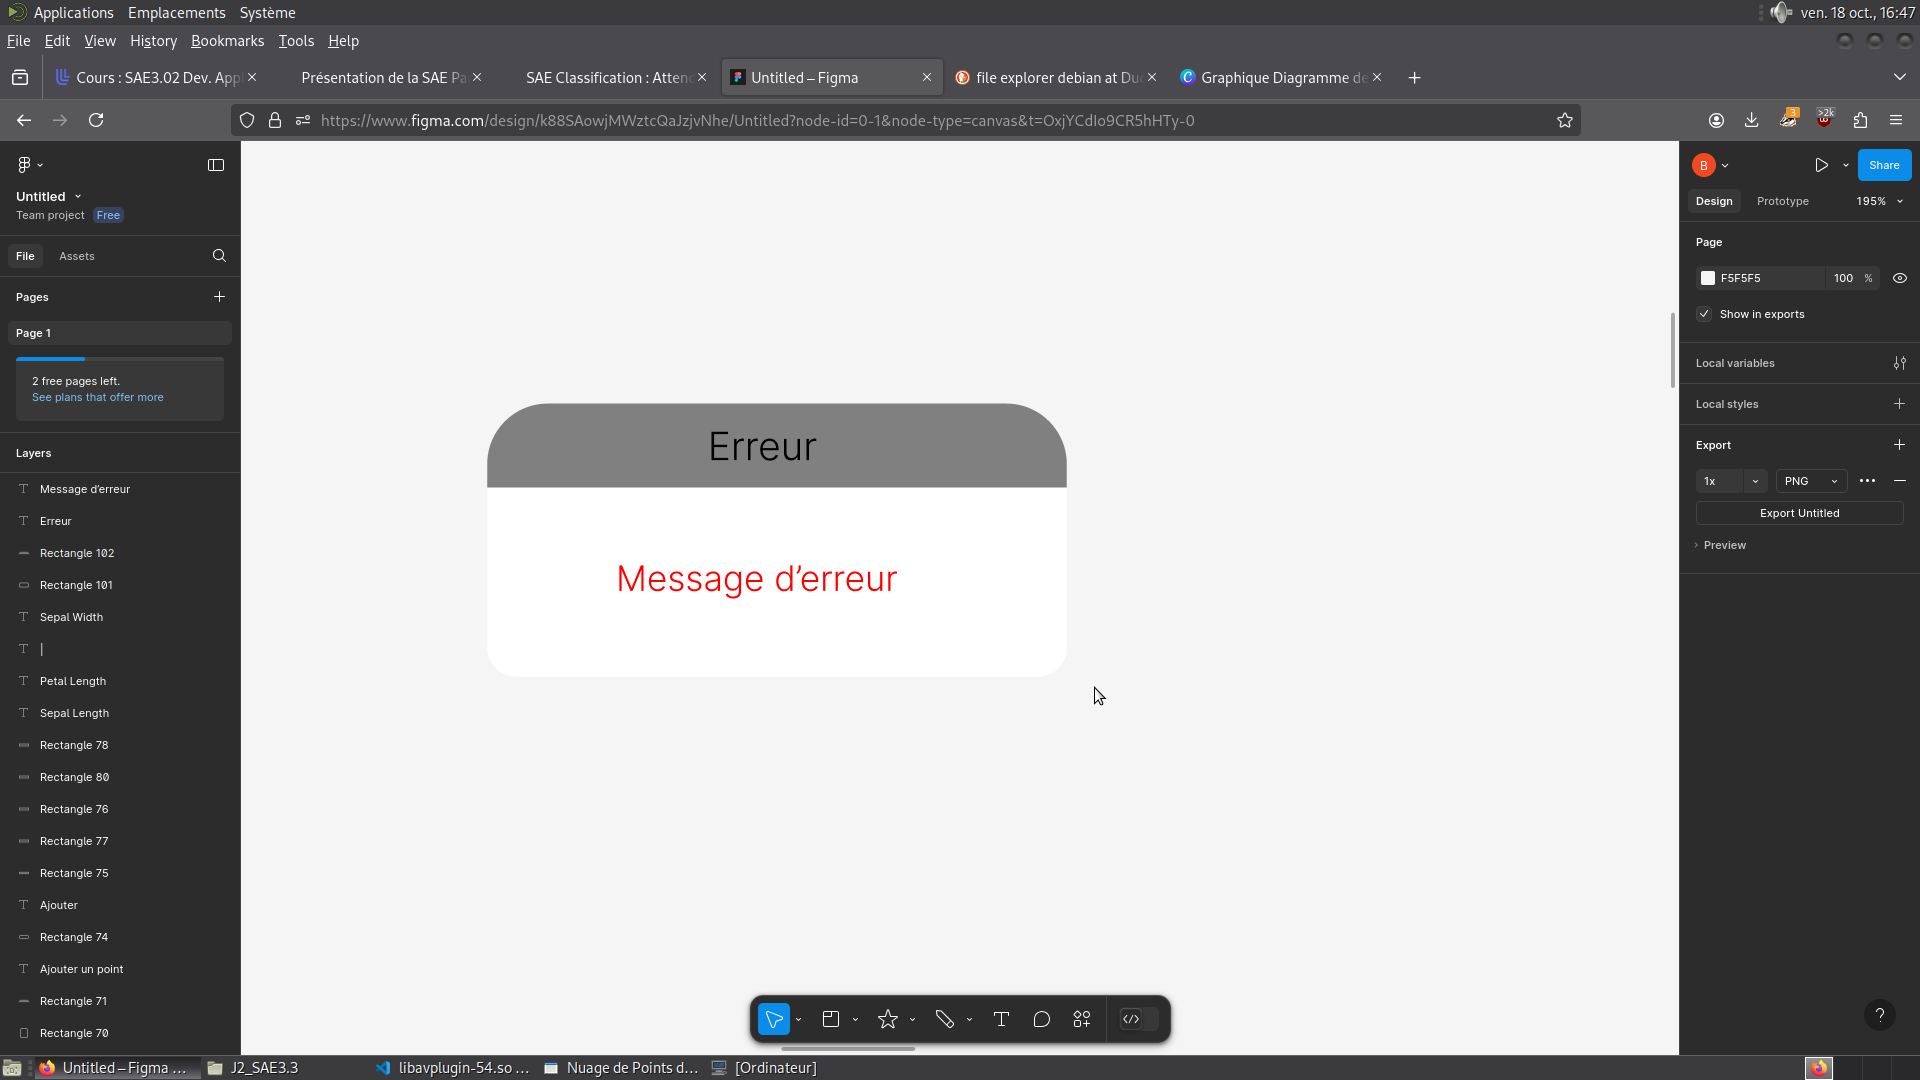 Applications Emplacements Système
ven. 18 oct., 16:47
File Edit View History Bookmarks Tools Help
Cours : SAE3.02 Dev. Appl
Présentation de la SAE Pa
SAE Classification : Attend
Untitled – Figma
file explorer debian at Duc
Graphique Diagramme de
https://www.figma.com/design/k88SAowjMWztcQaJzjvNhe/Untitled?node-id=0-1&node-type=canvas&t=OxjYCdIo9CR5hHTy-0
3
>2k
Untitled
Team project Free
File Assets
Pages
Page 1
2 free pages left.
See plans that offer more
Layers
Message d'erreur
Erreur
Rectangle 102
Rectangle 101
Sepal Width
|
Petal Length
Sepal Length
Rectangle 78
Rectangle 80
Rectangle 76
Rectangle 77
Rectangle 75
Ajouter
Rectangle 74
Ajouter un point
Rectangle 71
Rectangle 70
Erreur
Message d’erreur
B
Share
Design Prototype 195%
Page
F5F5F5 100 %
Show in exports
Local variables
Local styles
Export
1x PNG
Export Untitled
Preview
?
Untitled – Figma ...
J2_SAE3.3
libavplugin-54.so ...
Nuage de Points d...
[Ordinateur]